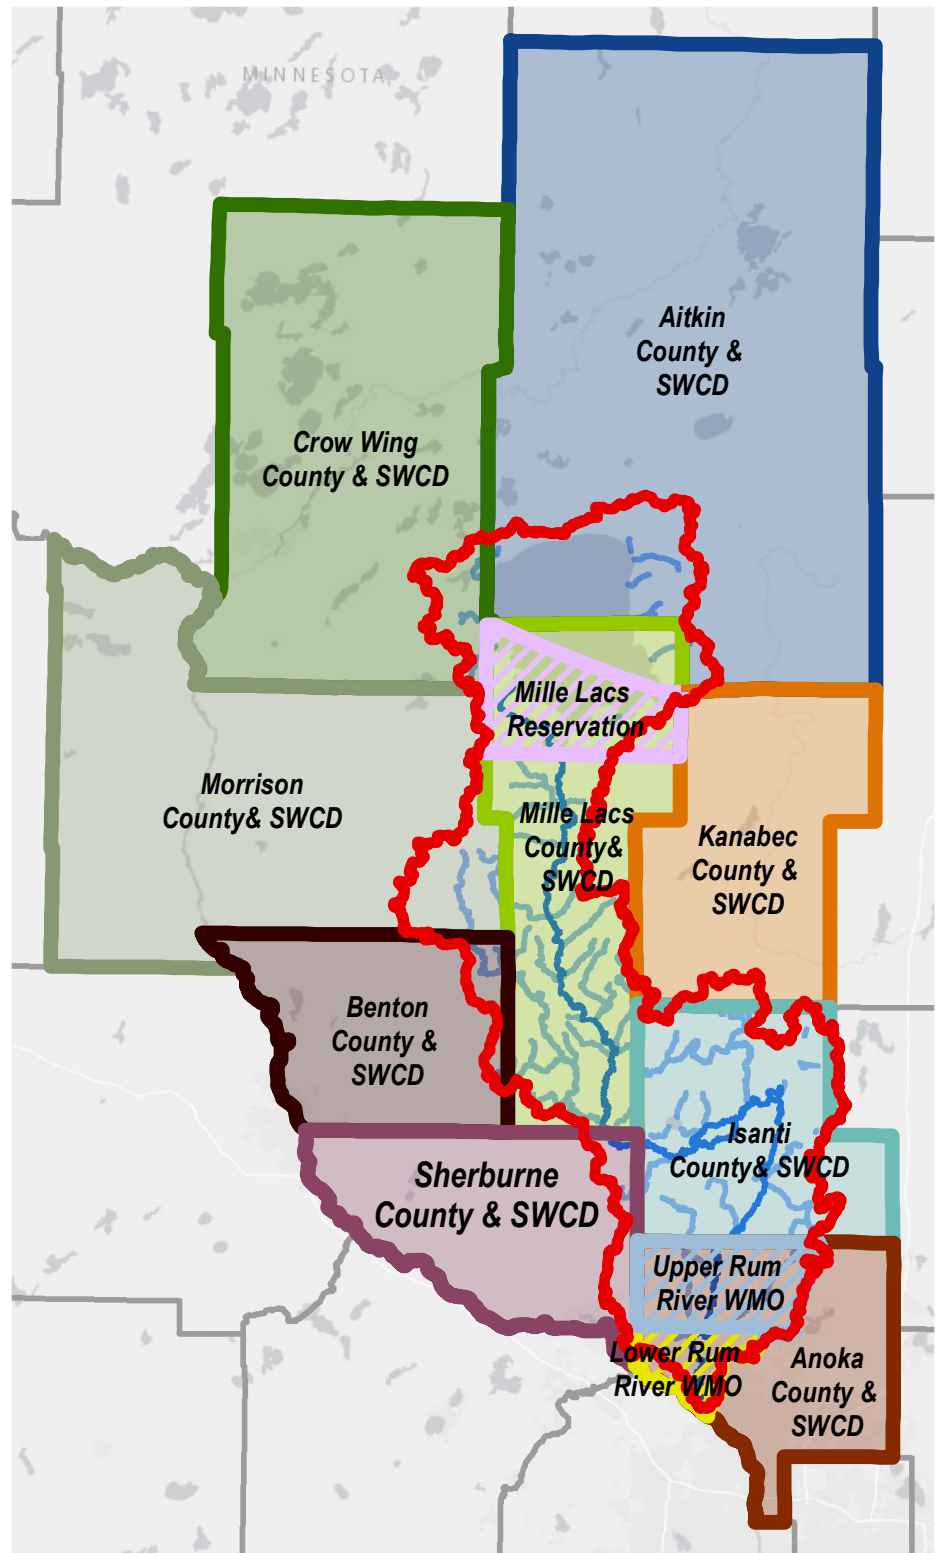 MINNESOTA
Aitkin
County &
SWCD
Crow Wing
County & SWCD
Mille Lacs
Reservation
Morrison
County& SWCD
Mille Lacs
County&
SWCD
Kanabec
County &
SWCD
Benton
County &
SWCD
Isanti
County& SWCD
Sherburne
County & SWCD
Upper Rum
River WMO
Lower Rum
River WMO
Anoka
County &
SWCD